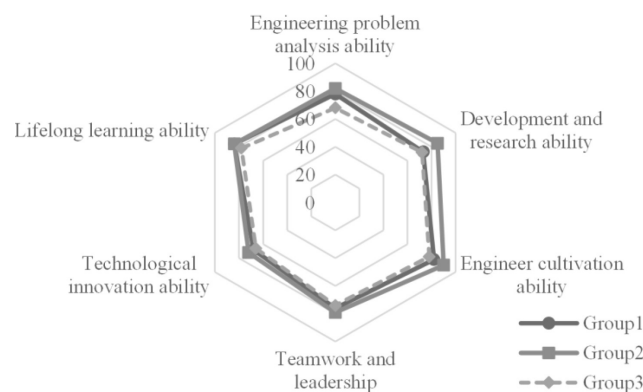 Engineering problem
analysis ability
100
80
60
40
20
0
Development and
research ability
Lifelong learning ability
Technological
innovation ability
Engineer cultivation
ability
Teamwork and
leadership
Group1
Group2
Group3